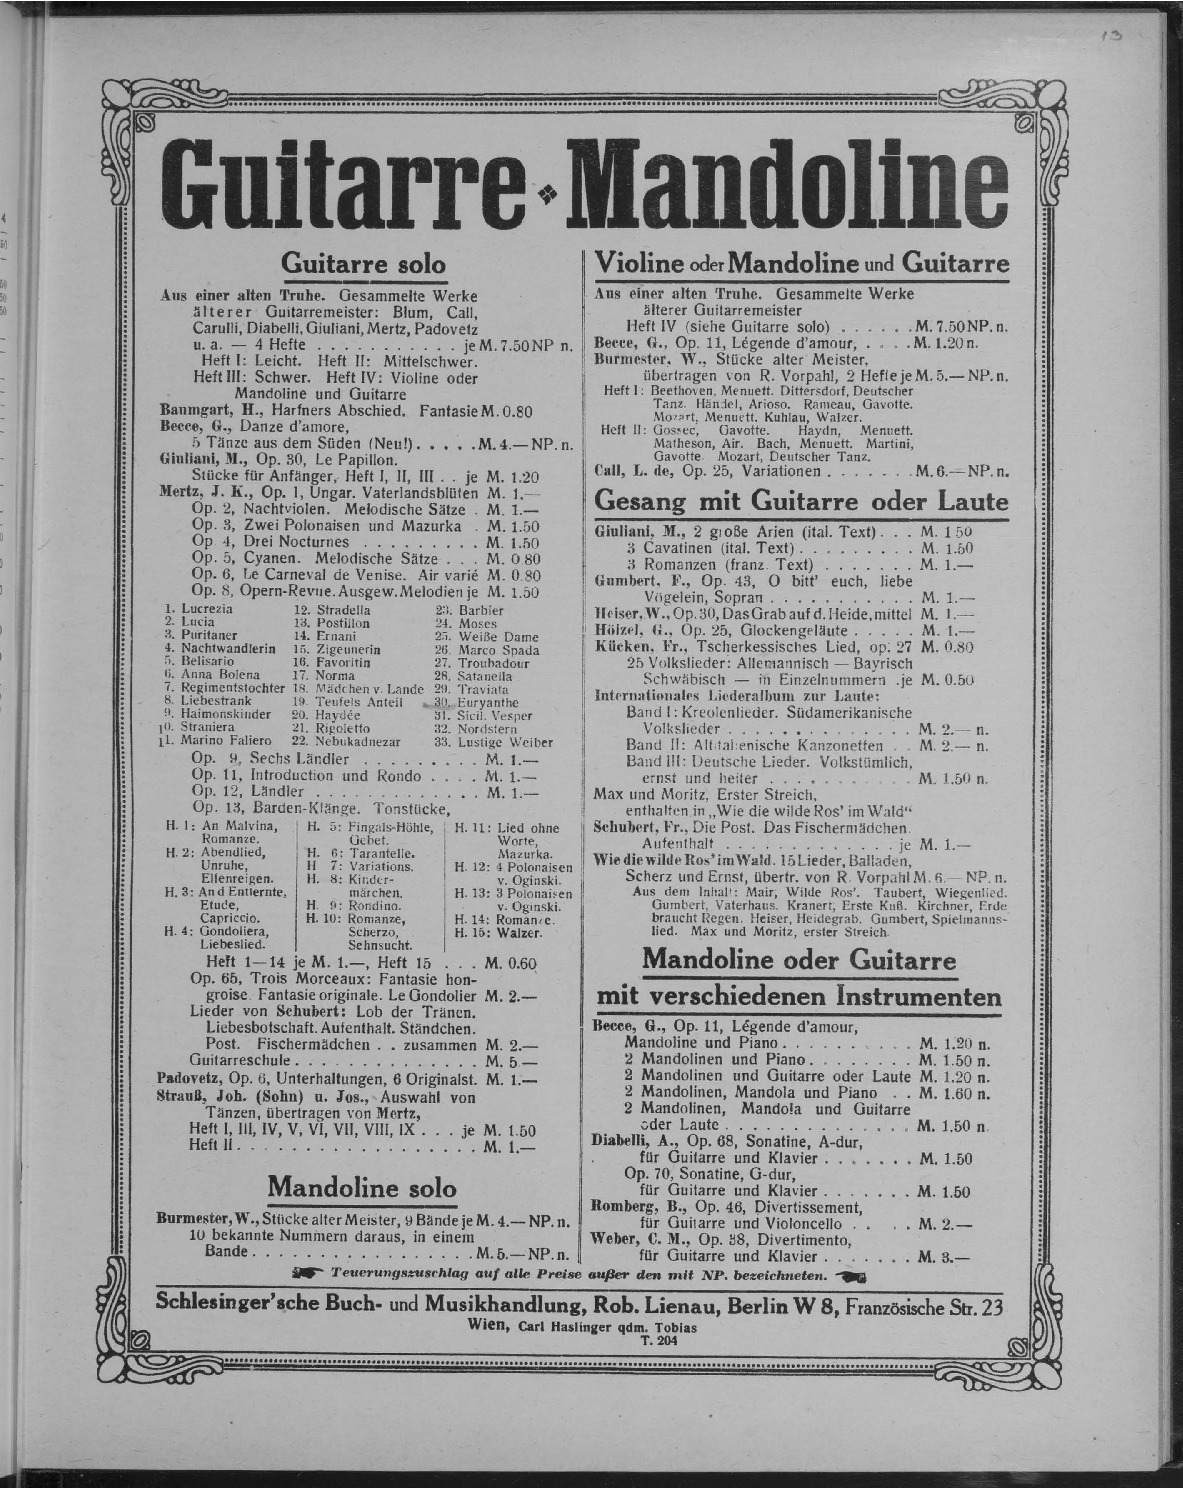 13
Guitarre Mandoline
Guitarre solo
Aus einer alten Truhe. Gesammelte Werke
älterer Guitarremeister: Blum, Call,
Carulli, Diabelli, Giuliani, Mertz, Padovetz
u. a. — 4 Hefte . . . . . . . . . . . je M. 7.50 NP n.
Heft I: Leicht. Heft II: Mittelschwer.
Heft III: Schwer. Heft IV: Violine oder
Mandoline und Guitarre
Baumgart, H., Harfners Abschied. Fantasie M. 0.80
Becce, G., Danze d'amore,
5 Tänze aus dem Süden (Neu!) . . . . . M. 4.— NP. n.
Giuliani, M., Op. 30, Le Papillon.
Stücke für Anfänger, Heft I, II, III . . je M. 1.20
Mertz, J. K., Op. 1, Ungar. Vaterlandsblüten M. 1.—
Op. 2, Nachtviolen. Melodische Sätze . M. 1.—
Op. 3, Zwei Polonaisen und Mazurka . M. 1.50
Op 4, Drei Nocturnes . . . . . . . . . M. 1.50
Op. 5, Cyanen. Melodische Sätze . . . M. 0 80
Op. 6, Le Carneval de Venise. Air varié M. 0.80
Op. 8, Opern-Revue. Ausgew. Melodien je M. 1.50
1. Lucrezia 12. Stradella 23. Barbier
2. Lucia 13. Postillon 24. Moses
3. Puritaner 14. Ernani 25. Weiße Dame
4. Nachtwandlerin 15. Zigeunerin 26. Marco Spada
5. Belisario 16. Favoritin 27. Troubadour
6. Anna Bolena 17. Norma 28. Satanella
7. Regimentstochter 18. Mädchen v. Lande 29. Traviata
8. Liebestrank 19. Teufels Anteil 30. Euryanthe
9. Haimonskinder 20. Haydée 31. Sicil. Vesper
10. Straniera 21. Rigoletto 32. Nordstern
11. Marino Faliero 22. Nebukadnezar 33. Lustige Weiber
Op. 9, Sechs Ländler . . . . . . . . . M. 1.—
Op. 11, Introduction und Rondo . . . . M. 1.—
Op. 12, Ländler . . . . . . . . . . . . . M. 1.—
Op. 13, Barden-Klänge. Tonstücke,
H. 1: An Malvina, H. 5: Fingals-Höhle, H. 11: Lied ohne
Romanze. Gebet. Worte,
H. 2: Abendlied, H. 6: Tarantelle. Mazurka.
Unruhe, H 7: Variations. H. 12: 4 Polonaisen
Elfenreigen. H. 8: Kinder- v. Oginski.
H. 3: An d Entfernte, märchen. H. 13: 3 Polonaisen
Etude, H. 9: Rondino. v. Oginski.
Capriccio. H. 10: Romanze, H. 14: Romance.
H. 4: Gondoliera, Scherzo, H. 15: Walzer.
Liebeslied. Sehnsucht.
Heft 1—14 je M. 1.—, Heft 15 . . . M. 0.60
Op. 65, Trois Morceaux: Fantasie hon-
groise. Fantasie originale. Le Gondolier M. 2.—
Lieder von Schubert: Lob der Tränen.
Liebesbotschaft. Aufenthalt. Ständchen.
Post. Fischermädchen . . zusammen M. 2.—
Guitarreschule . . . . . . . . . . . . . . M. 5 —
Padovetz, Op. 6, Unterhaltungen, 6 Originalst. M. 1.—
Strauß, Joh. (Sohn) u. Jos., Auswahl von
Tänzen, übertragen von Mertz,
Heft I, III, IV, V, VI, VII, VIII, IX . . . je M. 1.50
Heft II . . . . . . . . . . . . . . . . . . M. 1.—
Mandoline solo
Burmester, W., Stücke alter Meister, 9 Bände je M. 4.— NP. n.
10 bekannte Nummern daraus, in einem
Bande . . . . . . . . . . . . . . . . . M. 5.— NP. n.
Violine oder Mandoline und Guitarre
Aus einer alten Truhe. Gesammelte Werke
älterer Guitarremeister
Heft IV (siehe Guitarre solo) . . . . . . M. 7.50 NP. n.
Becce, G., Op. 11, Légende d'amour, . . . . M. 1.20 n.
Burmester, W., Stücke alter Meister,
übertragen von R. Vorpahl, 2 Hefte je M. 5.— NP. n.
Heft I: Beethoven, Menuett. Dittersdorf, Deutscher
Tanz. Händel, Arioso. Rameau, Gavotte.
Mozart, Menuett. Kuhlau, Walzer.
Heft II: Gossec, Gavotte. Haydn, Menuett.
Matheson, Air. Bach, Menuett. Martini,
Gavotte. Mozart, Deutscher Tanz.
Call, L. de, Op. 25, Variationen . . . . . . . M. 6.— NP. n.
Gesang mit Guitarre oder Laute
Giuliani, M., 2 große Arien (ital. Text) . . . M. 1 50
3 Cavatinen (ital. Text) . . . . . . . . . M. 1.50
3 Romanzen (franz. Text) . . . . . . . M. 1.—
Gumbert, F., Op. 43, O bitt' euch, liebe
Vögelein, Sopran . . . . . . . . . . . M. 1.—
Heiser, W., Op. 30, Das Grab auf d. Heide, mittel M. 1.—
Hölzel, G., Op. 25, Glockengeläute . . . . . M. 1.—
Kücken, Fr., Tscherkessisches Lied, op. 27 M. 0.80
25 Volkslieder: Allemannisch — Bayrisch
Schwäbisch — in Einzelnummern . je M. 0.50
Internationales Liederalbum zur Laute:
Band I: Kreolenlieder. Südamerikanische
Volkslieder . . . . . . . . . . . . . . M. 2.— n.
Band II: Altitalienische Kanzonetten . . M. 2.— n.
Band III: Deutsche Lieder. Volkstümlich,
ernst und heiter . . . . . . . . . . M. 1.50 n.
Max und Moritz, Erster Streich,
enthalten in „Wie die wilde Ros' im Wald“
Schubert, Fr., Die Post. Das Fischermädchen.
Aufenthalt . . . . . . . . . . . . je M. 1.—
Wie die wilde Ros' im Wald. 15 Lieder, Balladen,
Scherz und Ernst, übertr. von R. Vorpahl M. 6.— NP. n.
Aus dem Inhalt: Mair, Wilde Ros'. Taubert, Wiegenlied.
Gumbert, Vaterhaus. Kranert, Erste Kuß. Kirchner, Erde
braucht Regen. Heiser, Heidegrab. Gumbert, Spielmanns-
lied. Max und Moritz, erster Streich.
Mandoline oder Guitarre
mit verschiedenen Instrumenten
Becce, G., Op. 11, Légende d'amour,
Mandoline und Piano . . . . . . . . . . M. 1.20 n.
2 Mandolinen und Piano . . . . . . . . M. 1.50 n.
2 Mandolinen und Guitarre oder Laute M. 1.20 n.
2 Mandolinen, Mandola und Piano . . M. 1.60 n.
2 Mandolinen, Mandola und Guitarre
oder Laute . . . . . . . . . . . . . . M. 1.50 n.
Diabelli, A., Op. 68, Sonatine, A-dur,
für Guitarre und Klavier . . . . . . . M. 1.50
Op. 70, Sonatine, G-dur,
für Guitarre und Klavier . . . . . . . M. 1.50
Romberg, B., Op. 46, Divertissement,
für Guitarre und Violoncello . . . . M. 2.—
Weber, C. M., Op. 38, Divertimento,
für Guitarre und Klavier . . . . . . . M. 3.—
Teuerungszuschlag auf alle Preise außer den mit NP. bezeichneten.
Schlesinger'sche Buch- und Musikhandlung, Rob. Lienau, Berlin W 8, Französische Str. 23
Wien, Carl Haslinger qdm. Tobias
T. 204